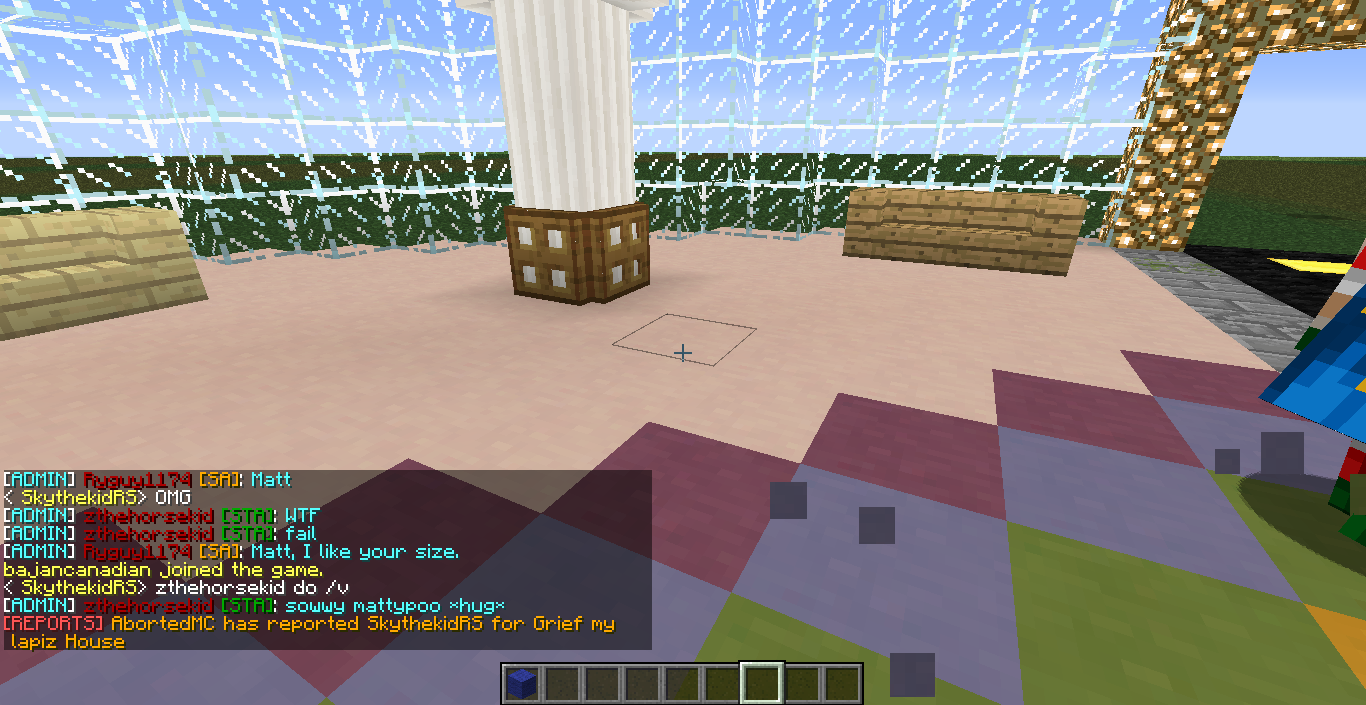 [ADMIN] Ryguy1174 [SA]: Matt
< SkythekidRS> OMG
[ADMIN] zthehorsekid [STA]: WTF
[ADMIN] zthehorsekid [STA]: fail
[ADMIN] Ryguy1174 [SA]: Matt, I like your size.
bajancanadian joined the game.
< SkythekidRS> zthehorsekid do /v
[ADMIN] zthehorsekid [STA]: sowwy mattypoo *hug*
[REPORTS] AbortedMC has reported SkythekidRS for Grief my
lapiz House